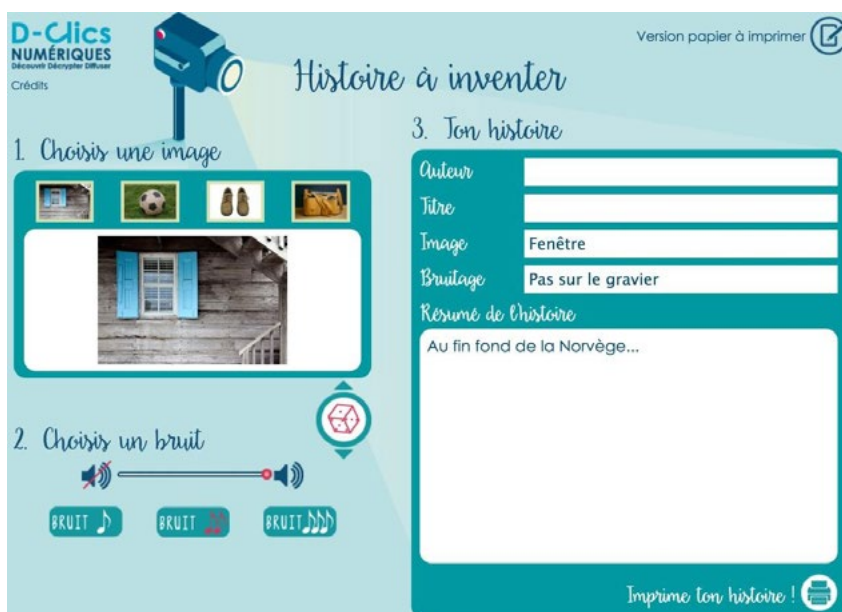 D-Clics
NUMÉRIQUES
Découvrir Décrypter Diffuser
Crédits
Version papier à imprimer
Histoire à inventer
1. Choisis une image
2. Choisis un bruit
BRUIT
BRUIT
BRUIT
3. Ton histoire
Auteur
Titre
Image
Fenêtre
Bruitage
Pas sur le gravier
Résumé de l'histoire
Au fin fond de la Norvège...
Imprime ton histoire !